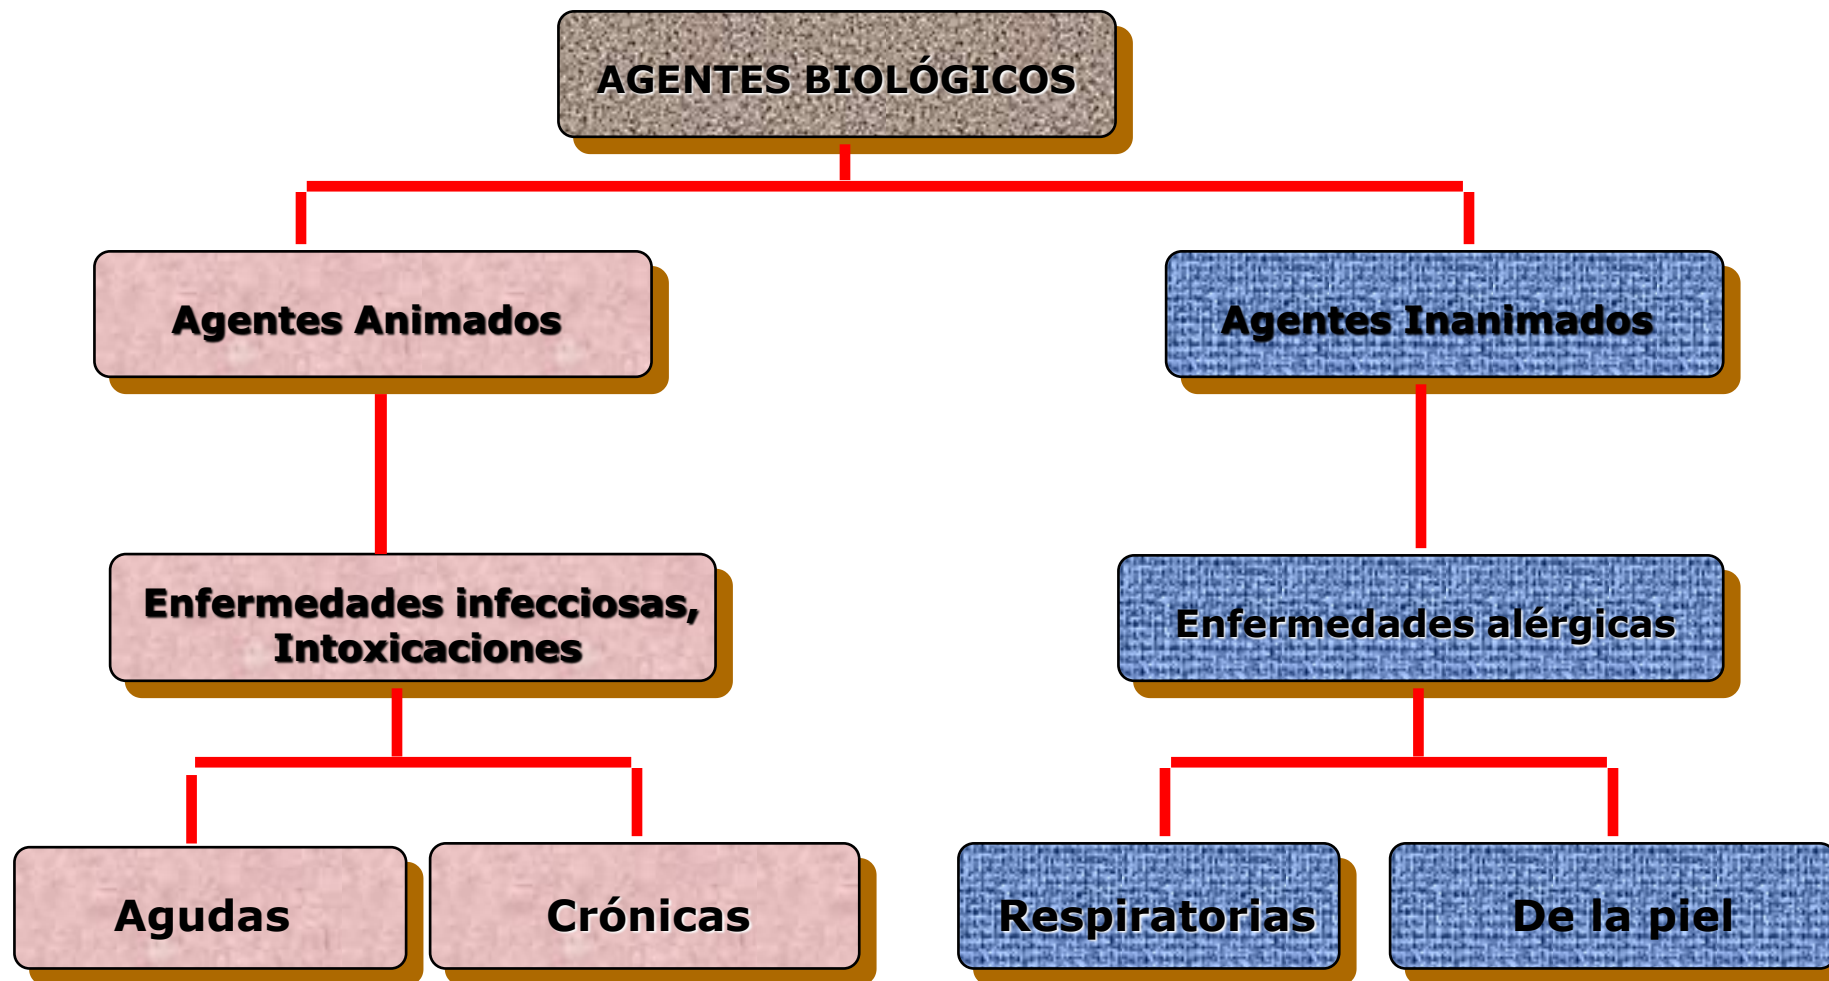 AGENTES BIOLÓGICOS
Agentes Animados
Agentes Inanimados
Enfermedades infecciosas,
Intoxicaciones
Enfermedades alérgicas
Agudas
Crónicas
Respiratorias
De la piel